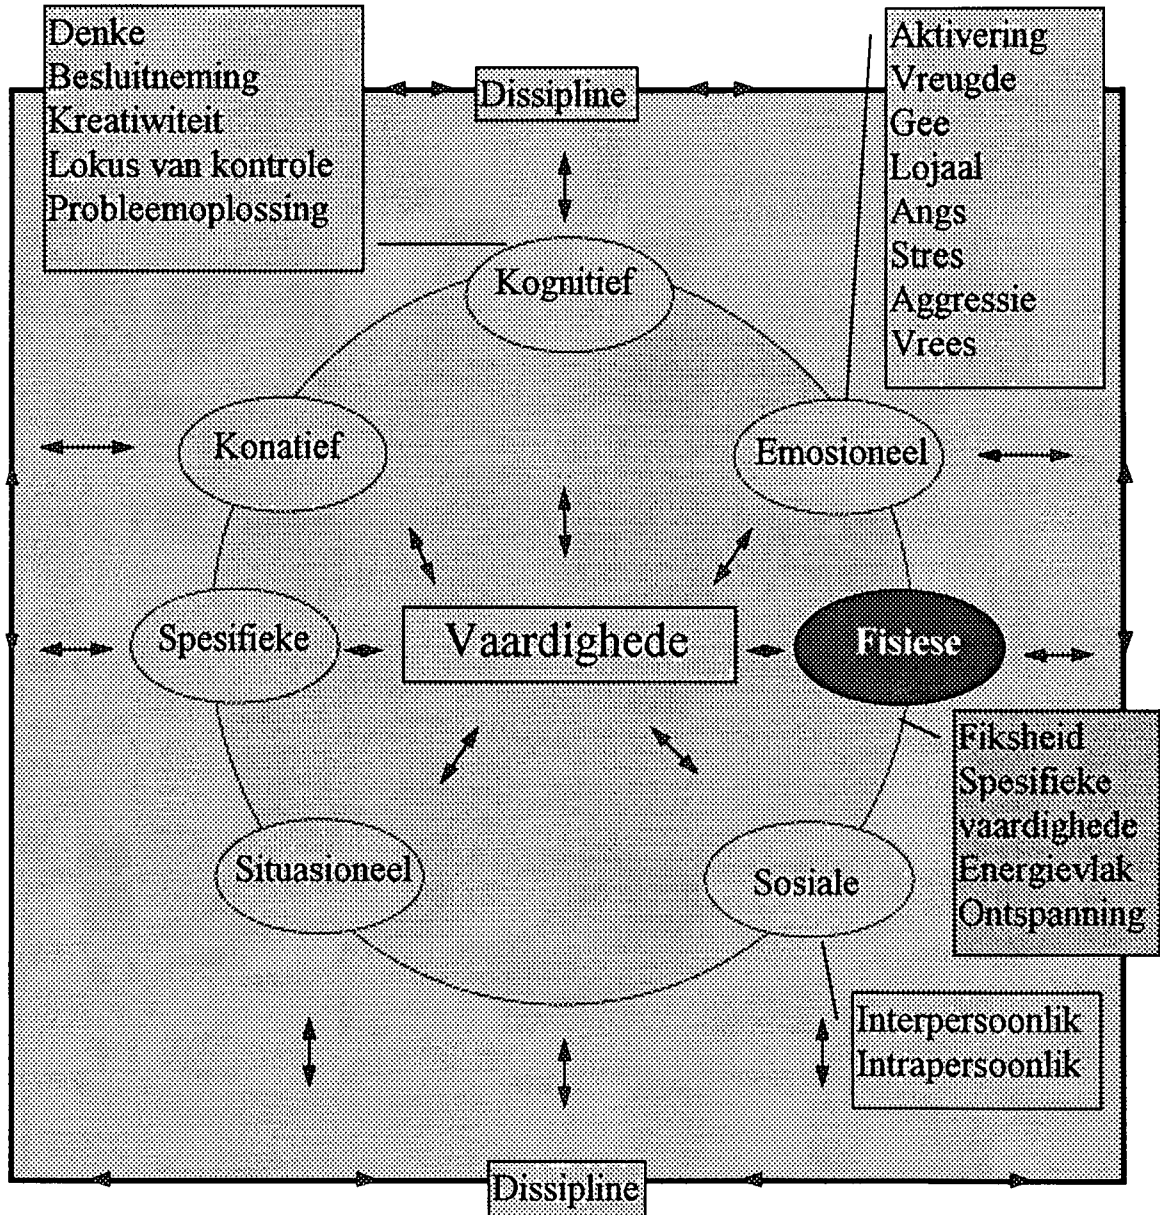 Denke
Besluitneming
Kreatiwiteit
Lokus van kontrole
Probleemoplossing
Dissipline
Aktivering
Vreugde
Gee
Lojaal
Angs
Stres
Aggressie
Vrees
Kognitief
Konatief
Emosioneel
Spesifieke
Vaardighede
Fisiese
Fiksheid
Spesifieke
vaardighede
Energievlak
Ontspanning
Situasioneel
Sosiale
Interpersoonlik
Intrapersoonlik
Dissipline